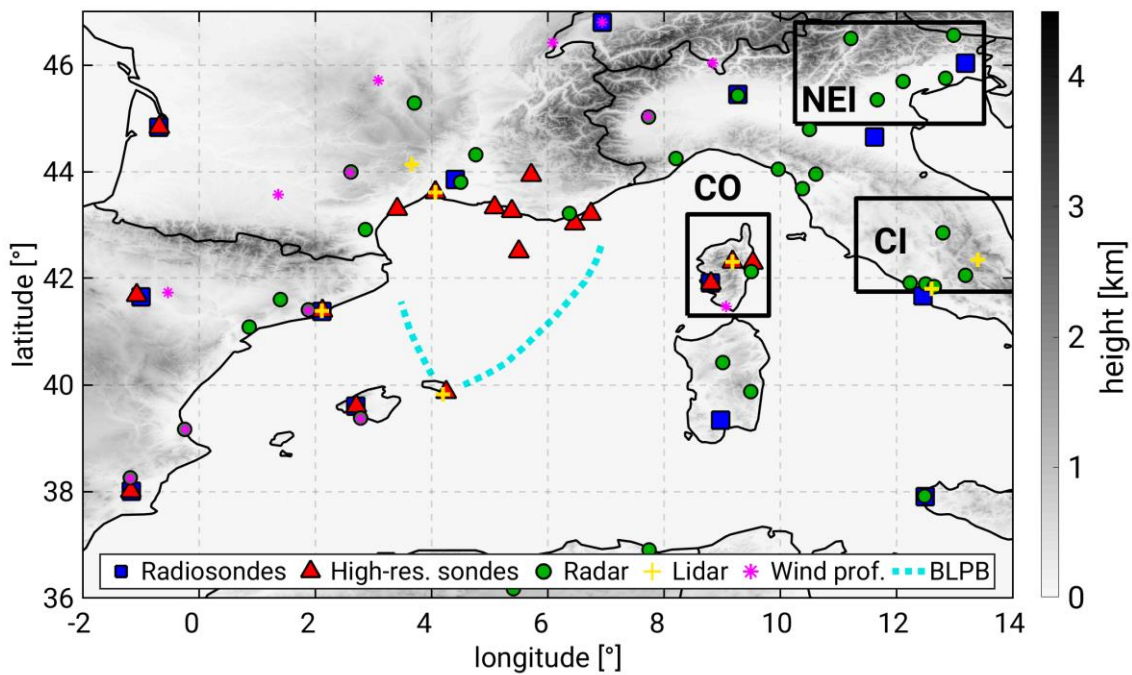 46
44
42
40
38
36
latitude [°]
NEI
CO
CI
4
3
2
1
0
height [km]
Radiosondes High-res. sondes Radar Lidar Wind prof. BLPB
-2 0 2 4 6 8 10 12 14
longitude [°]